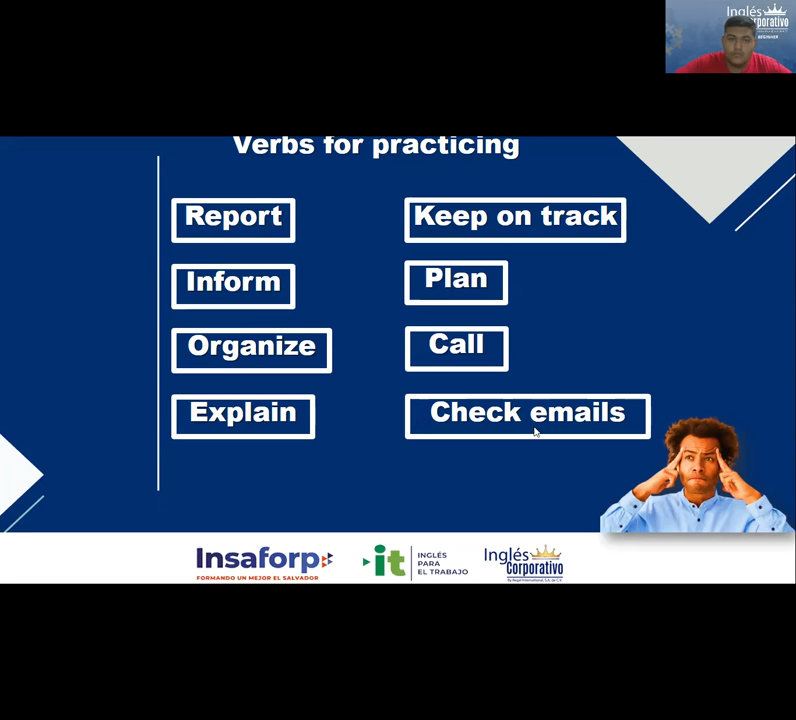 Inglés
Corporativo
BEGINNER
Verbs for practicing
Report
Inform
Organize
Explain
Keep on track
Plan
Call
Check emails
Insaforp
FORMANDO UN MEJOR EL SALVADOR
it
INGLÉS
PARA
EL TRABAJO
Inglés
Corporativo